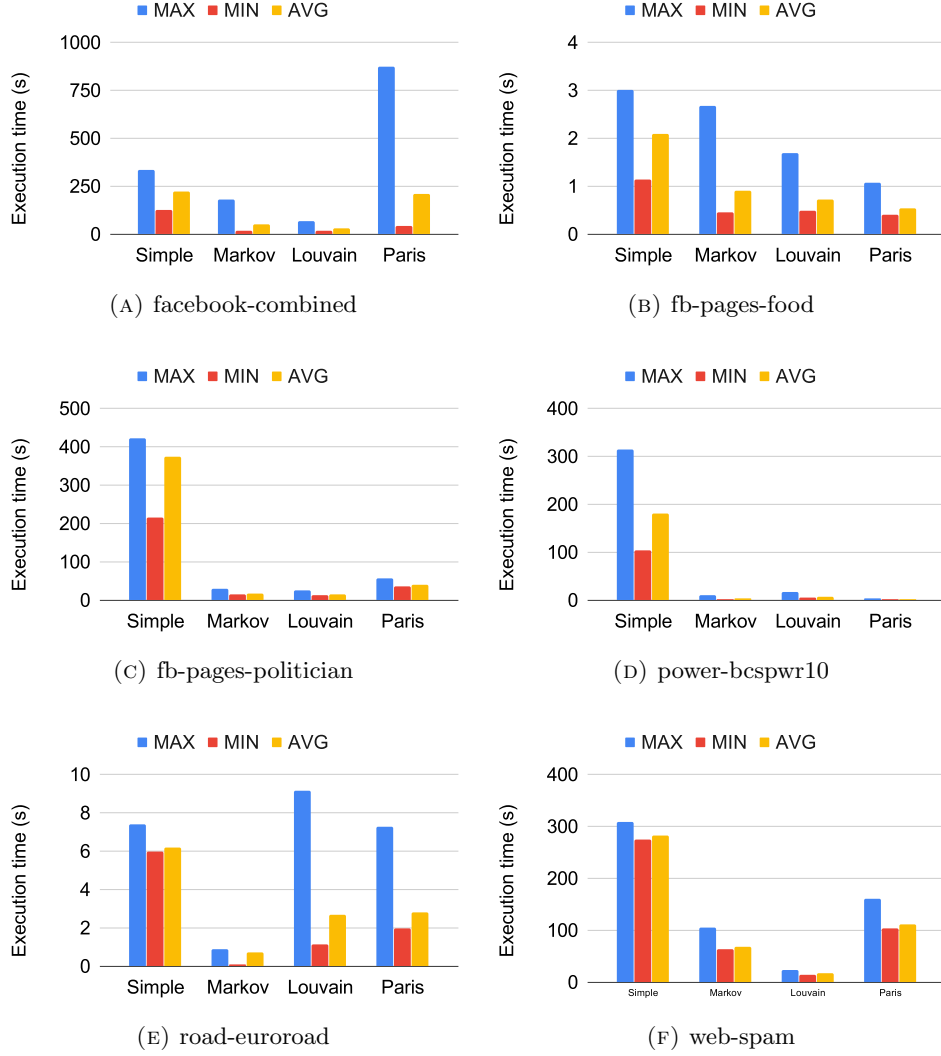 MAX MIN AVG
Execution time (s)
1000
750
500
250
0
Simple Markov Louvain Paris
(A) facebook-combined
MAX MIN AVG
Execution time (s)
4
3
2
1
0
Simple Markov Louvain Paris
(B) fb-pages-food
MAX MIN AVG
Execution time (s)
500
400
300
200
100
0
Simple Markov Louvain Paris
(C) fb-pages-politician
MAX MIN AVG
Execution time (s)
400
300
200
100
0
Simple Markov Louvain Paris
(D) power-bcspwr10
MAX MIN AVG
Execution time (s)
10
8
6
4
2
0
Simple Markov Louvain Paris
(E) road-euroroad
MAX MIN AVG
Execution time (s)
400
300
200
100
0
Simple Markov Louvain Paris
(F) web-spam